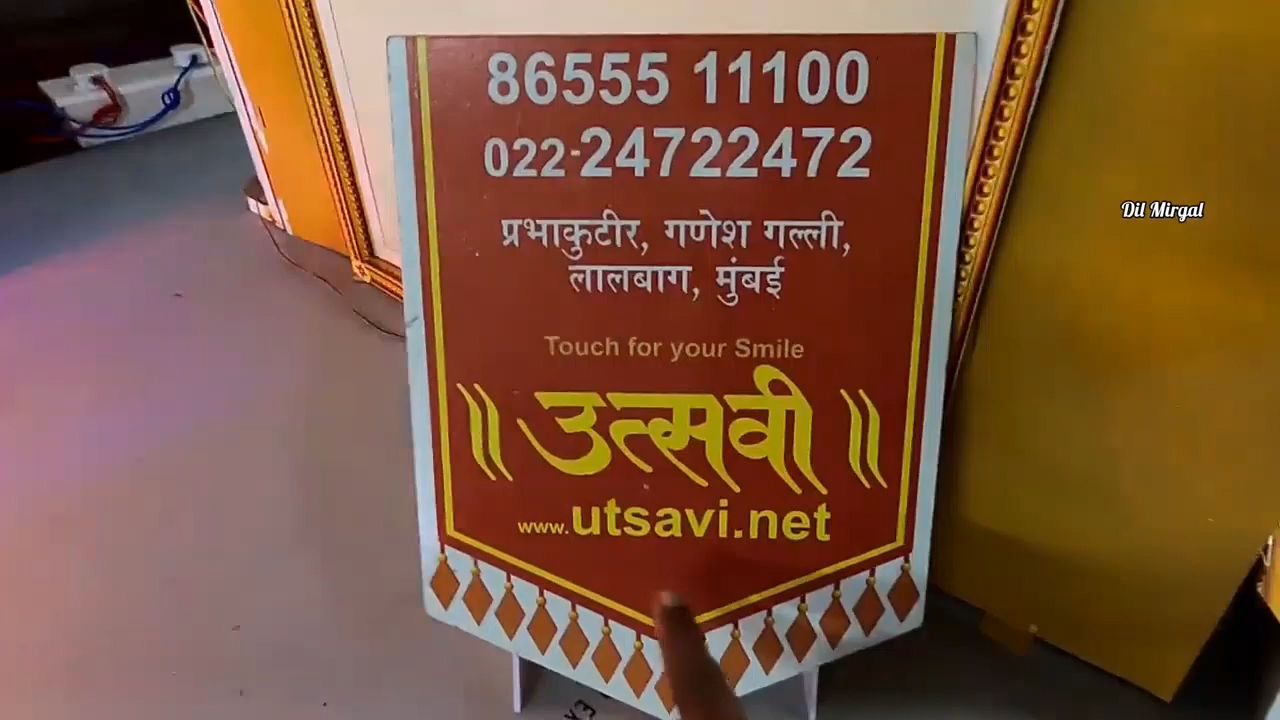 86555 11100
022-24722472
प्रभाकुटीर, गणेश गल्ली,
लालबाग, मुंबई
Touch for your Smile
॥ उत्सवी ॥
www.utsavi.net
Dil Mirgal